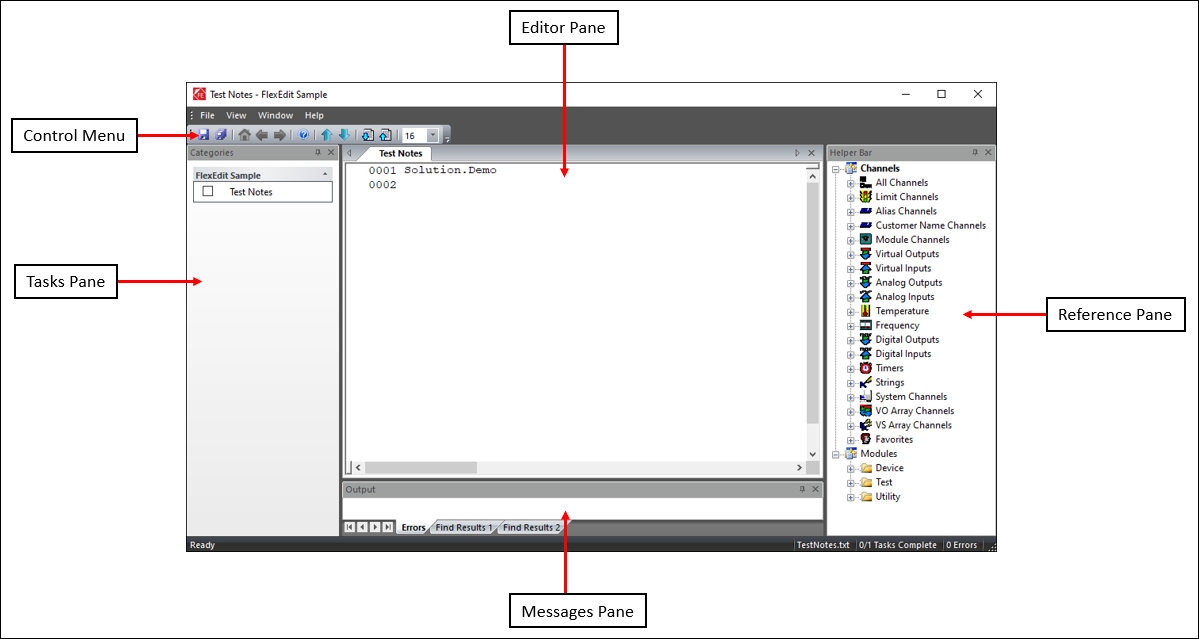 Editor Pane
Test Notes - FlexEdit Sample
File View Window Help
Control Menu
16
Categories
Test Notes
Helper Bar
FlexEdit Sample
Test Notes
0001 Solution.Demo
0002
Channels
All Channels
Limit Channels
Alias Channels
Customer Name Channels
Module Channels
Virtual Outputs
Virtual Inputs
Analog Outputs
Analog Inputs
Temperature
Frequency
Digital Outputs
Digital Inputs
Timers
Strings
System Channels
VO Array Channels
VS Array Channels
Favorites
Modules
Device
Test
Utility
Tasks Pane
Reference Pane
Output
Errors Find Results 1 Find Results 2
Ready
TestNotes.txt 0/1 Tasks Complete 0 Errors
Messages Pane